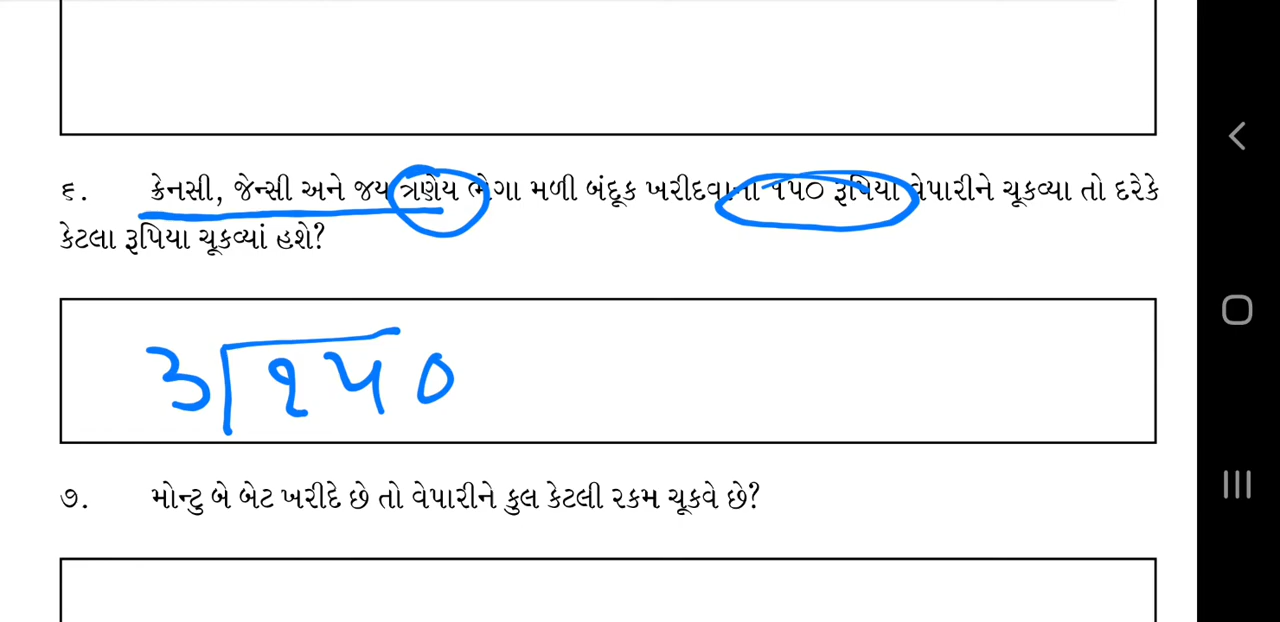 ૬. ક્રેનસી, જેન્સી અને જય ત્રણેય ભેગા મળી બંદૂક ખરીદવાના ૧૫૦ રૂપિયા વેપારીને ચૂકવ્યા તો દરેકે
કેટલા રૂપિયા ચૂકવ્યાં હશે?
૩ ૧૫૦
૭. મોન્ટુ બે બેટ ખરીદે છે તો વેપારીને કુલ કેટલી રકમ ચૂકવે છે?